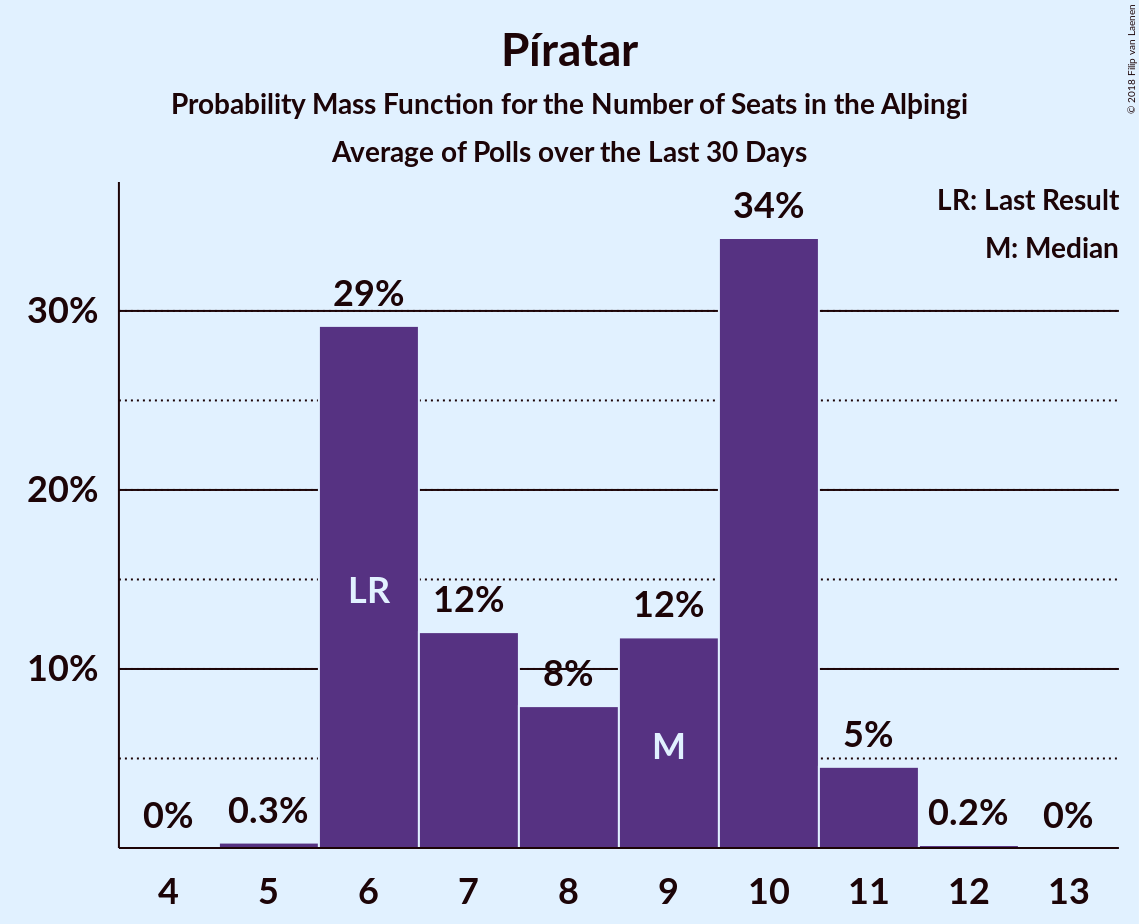 Píratar
Probability Mass Function for the Number of Seats in the Alþingi
Average of Polls over the Last 30 Days
© 2018 Filip van Laenen
LR: Last Result
M: Median
34%
29%
30%
20%
LR
12%
12%
10%
8%
M
5%
0%
0.3%
0.2%
0%
4 5 6 7 8 9 10 11 12 13